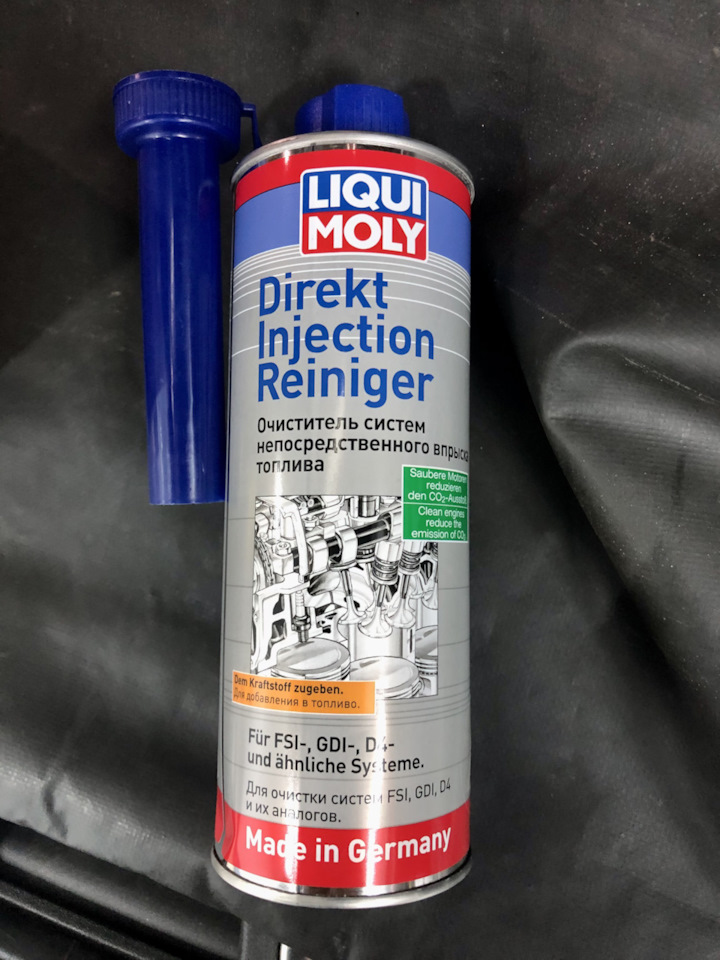 LIQUI
MOLY
Direkt
Injection
Reiniger
Очиститель систем
непосредственного впрыска
топлива
Saubere Motoren
reduzieren
den CO₂-Ausstoß
Clean engines
reduce the
emission of CO₂
Dem Kraftstoff zugeben.
Для добавления в топливо.
Für FSI-, GDI-, D4-
und ähnliche Systeme.
Для очистки систем FSI, GDI, D4
и их аналогов.
Made in Germany